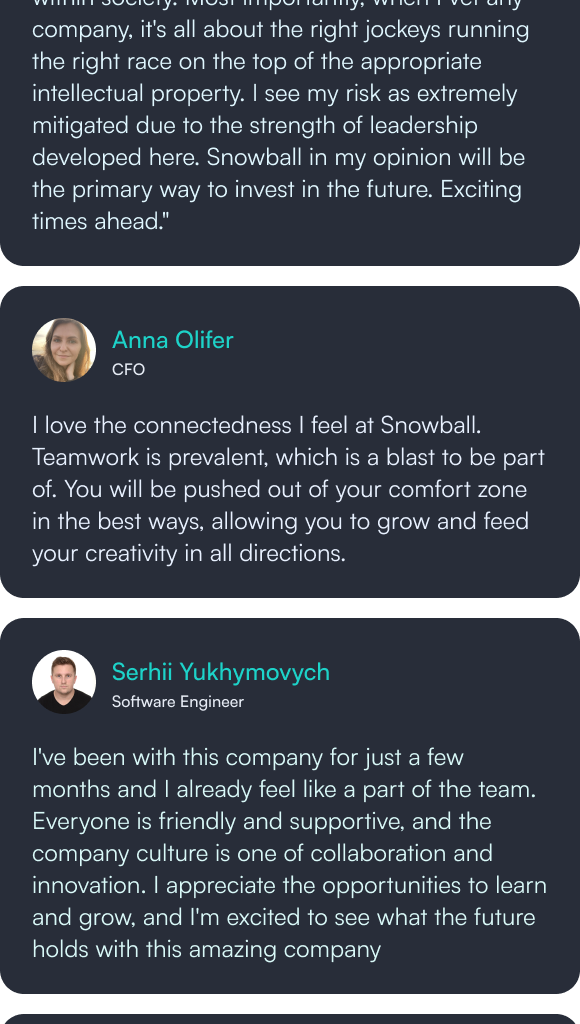 within society. Most importantly, when I vet any
company, it's all about the right jockeys running
the right race on the top of the appropriate
intellectual property. I see my risk as extremely
mitigated due to the strength of leadership
developed here. Snowball in my opinion will be
the primary way to invest in the future. Exciting
times ahead."
Anna Olifer
CFO
I love the connectedness I feel at Snowball.
Teamwork is prevalent, which is a blast to be part
of. You will be pushed out of your comfort zone
in the best ways, allowing you to grow and feed
your creativity in all directions.
Serhii Yukhymovych
Software Engineer
I've been with this company for just a few
months and I already feel like a part of the team.
Everyone is friendly and supportive, and the
company culture is one of collaboration and
innovation. I appreciate the opportunities to learn
and grow, and I'm excited to see what the future
holds with this amazing company